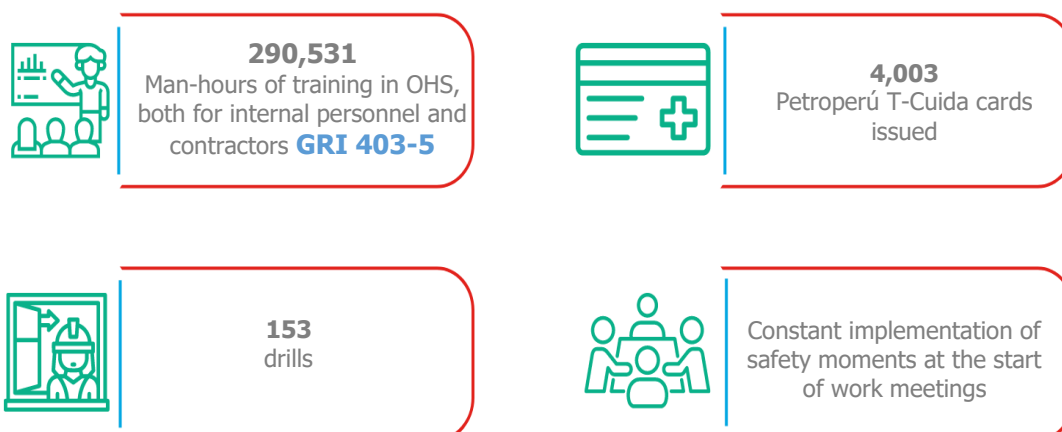 290,531
Man-hours of training in OHS,
both for internal personnel and
contractors GRI 403-5
4,003
Petroperú T-Cuida cards
issued
153
drills
Constant implementation of
safety moments at the start
of work meetings